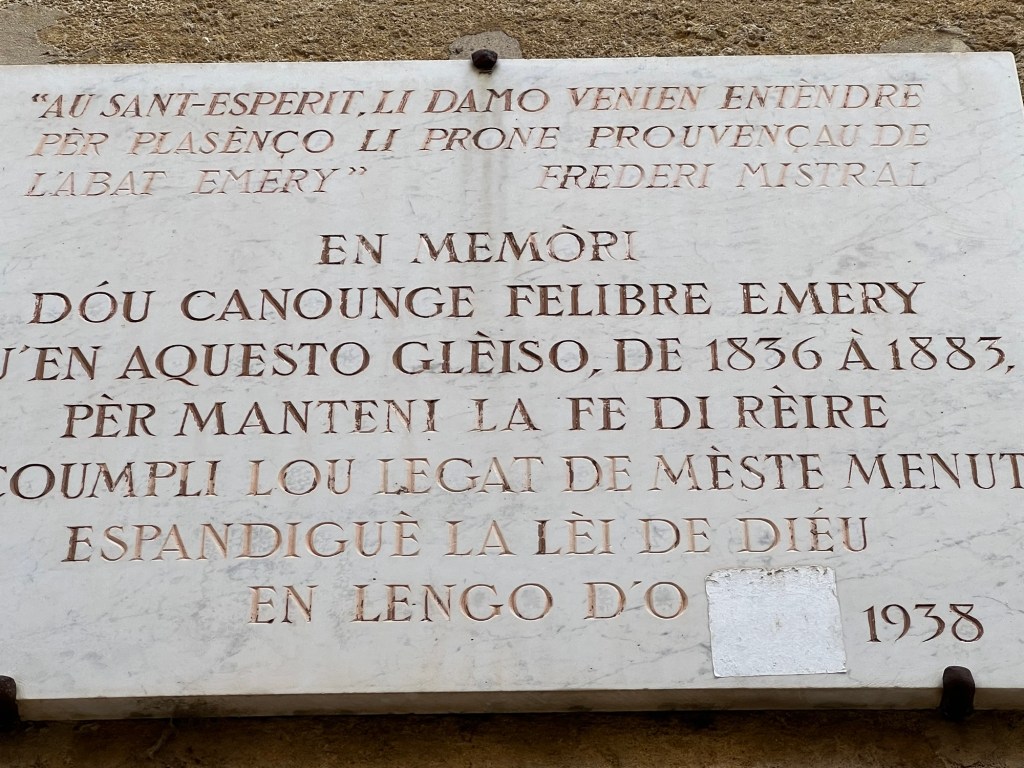 "AU SANT-ESPERIT, LI DAMO VENIEN ENTÈNDRE
PÈR PLASÈNÇO LI PRONE PROUVENÇAU DE
L'ABAT EMERY" FREDERI MISTRAL
EN MEMÒRI
DÓU CANOUNGE FELIBRE EMERY
U'EN AQUESTO GLÈISO, DE 1836 À 1883,
PÈR MANTENI LA FE DI RÈIRE
COUMPLI LOU LEGAT DE MÈSTE MENUT
ESPANDIGUÈ LA LÈI DE DIÉU
EN LENGO D'O 1938